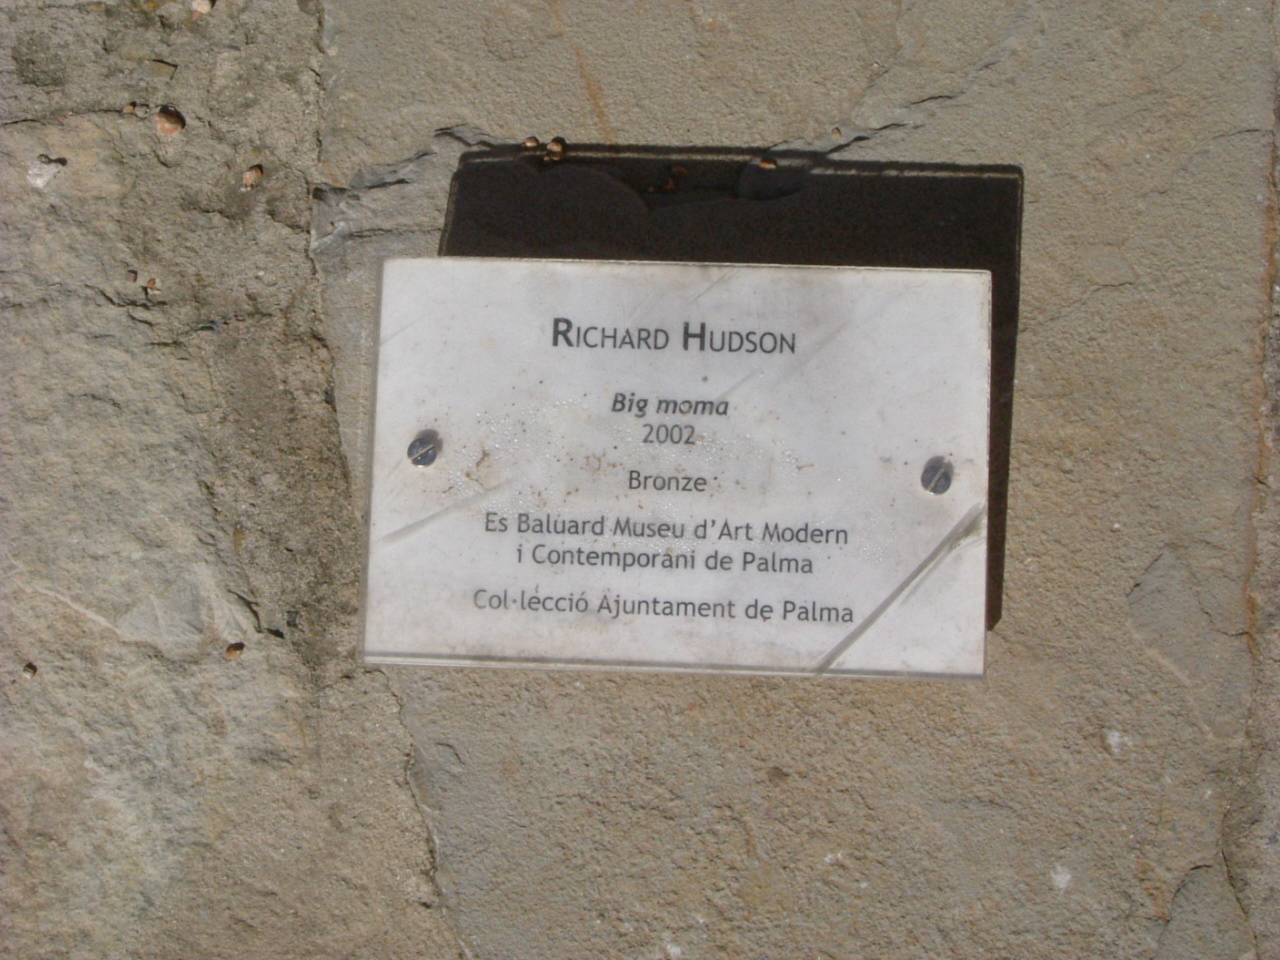 RICHARD HUDSON
Big moma
2002
Bronze
Es Baluard Museu d'Art Modern
i Contemporani de Palma
Col·lecció Ajuntament de Palma